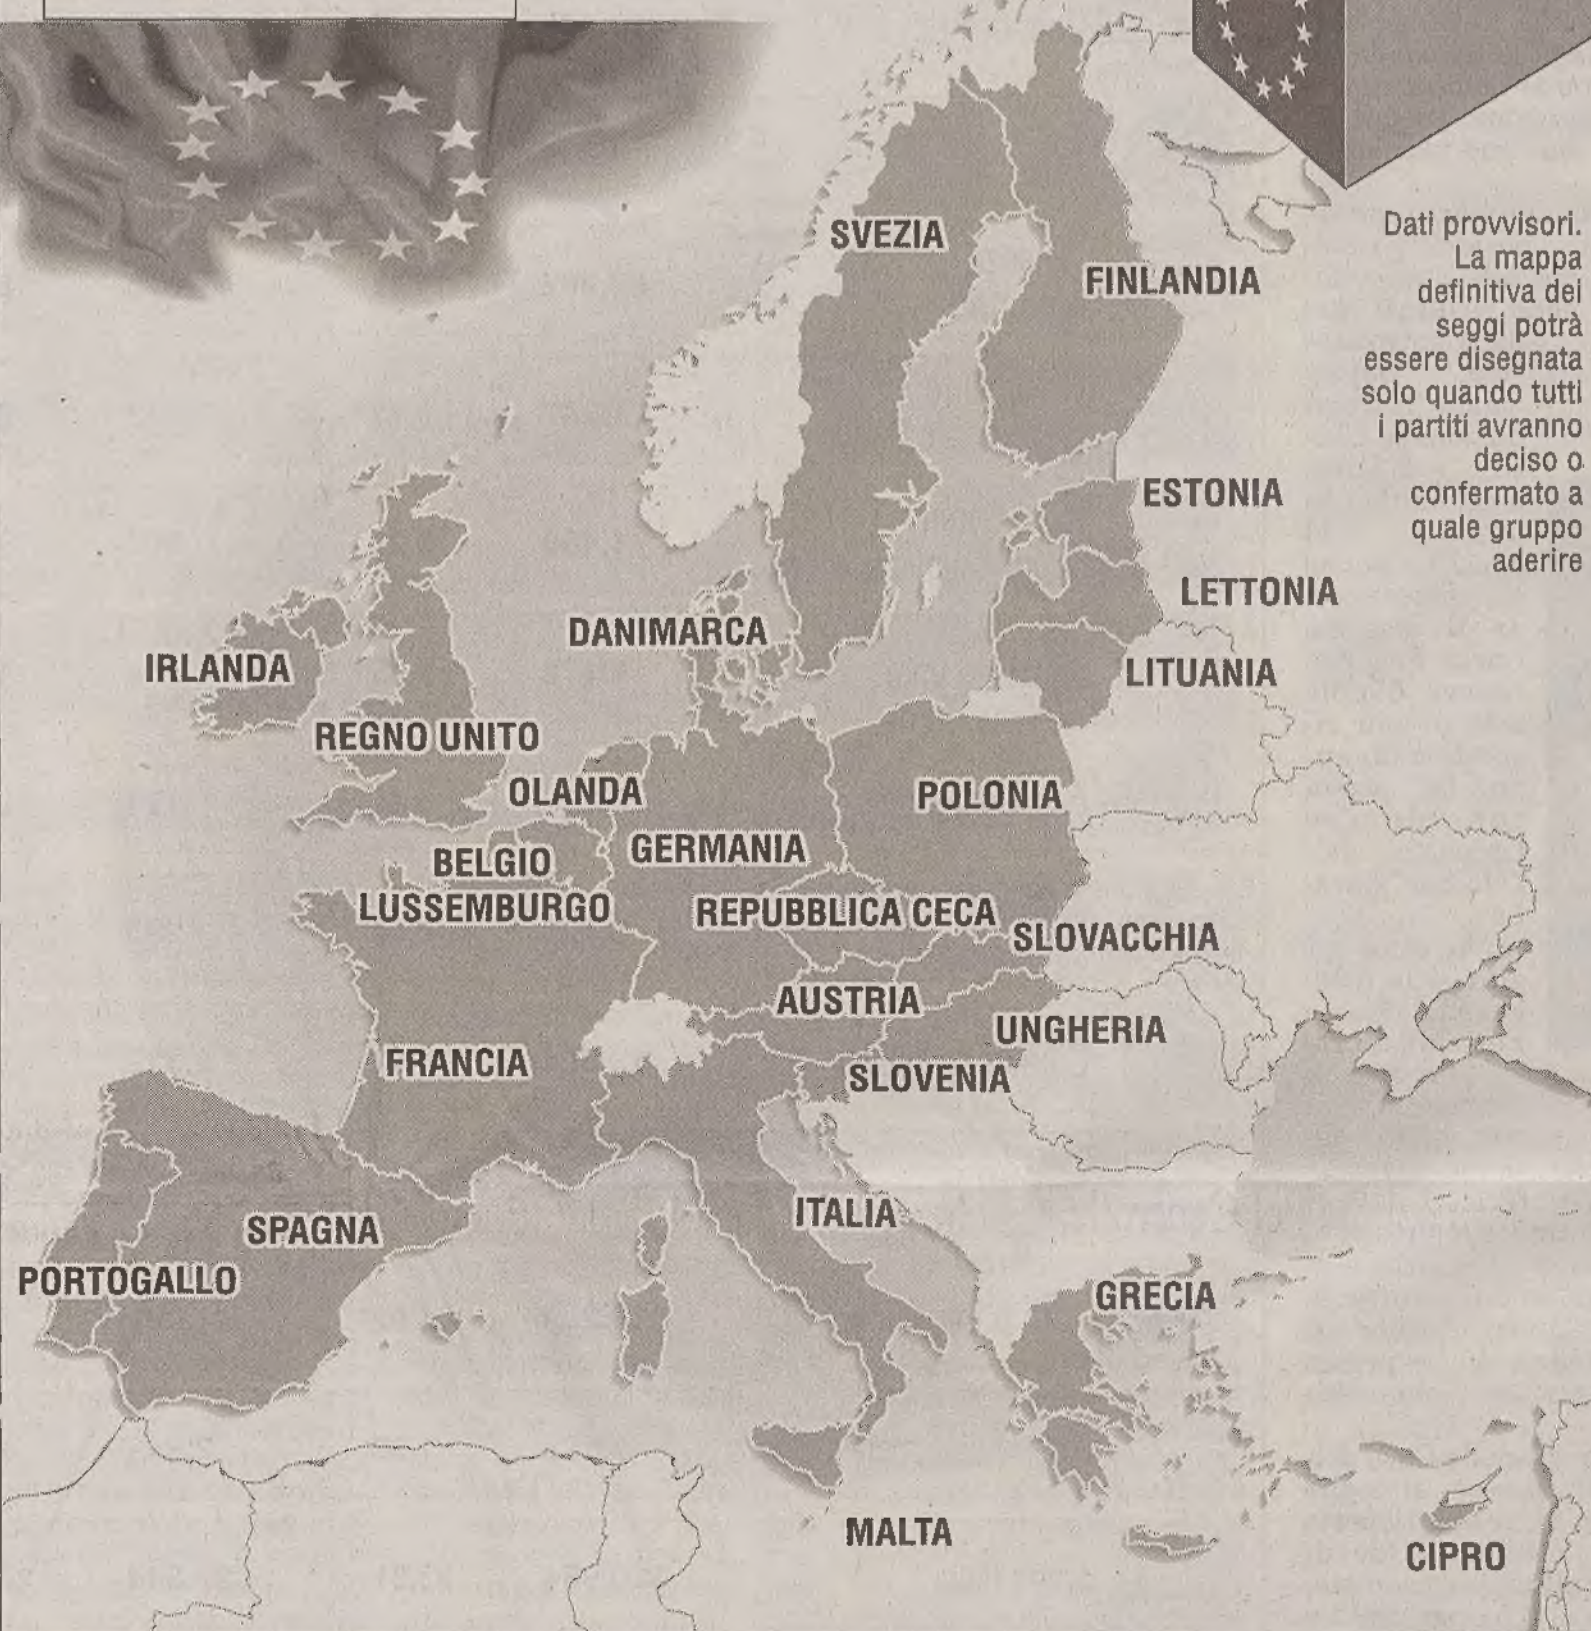 Dati provvisori.
La mappa
definitiva dei
seggi potrà
essere disegnata
solo quando tutti
i partiti avranno
deciso o
confermato a
quale gruppo
aderire
SVEZIA
FINLANDIA
ESTONIA
LETTONIA
DANIMARCA
IRLANDA
LITUANIA
REGNO UNITO
OLANDA
POLONIA
GERMANIA
BELGIO
LUSSEMBURGO
REPUBBLICA CECA
SLOVACCHIA
AUSTRIA
UNGHERIA
FRANCIA
SLOVENIA
ITALIA
SPAGNA
PORTOGALLO
GRECIA
MALTA
CIPRO